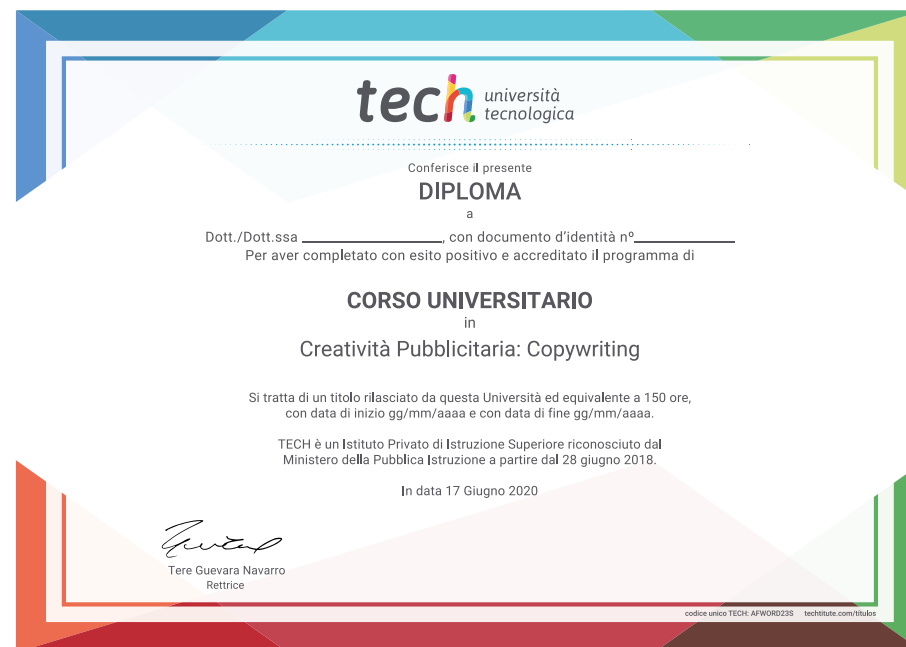 tech università
tecnologica
Conferisce il presente
DIPLOMA
a
Dott./Dott.ssa ____________________, con documento d'identità nº______________
Per aver completato con esito positivo e accreditato il programma di
CORSO UNIVERSITARIO
in
Creatività Pubblicitaria: Copywriting
Si tratta di un titolo rilasciato da questa Università ed equivalente a 150 ore,
con data di inizio gg/mm/aaaa e con data di fine gg/mm/aaaa.
TECH è un Istituto Privato di Istruzione Superiore riconosciuto dal
Ministero della Pubblica Istruzione a partire dal 28 giugno 2018.
In data 17 Giugno 2020
Tere Guevara Navarro
Rettrice
codice unico TECH: AFWORD23S techtitute.com/titulos